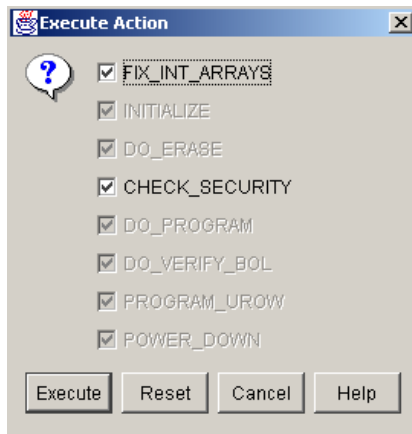 Execute Action
FIX_INT_ARRAYS
INITIALIZE
DO_ERASE
CHECK_SECURITY
DO_PROGRAM
DO_VERIFY_BOL
PROGRAM_UROW
POWER_DOWN
Execute Reset Cancel Help